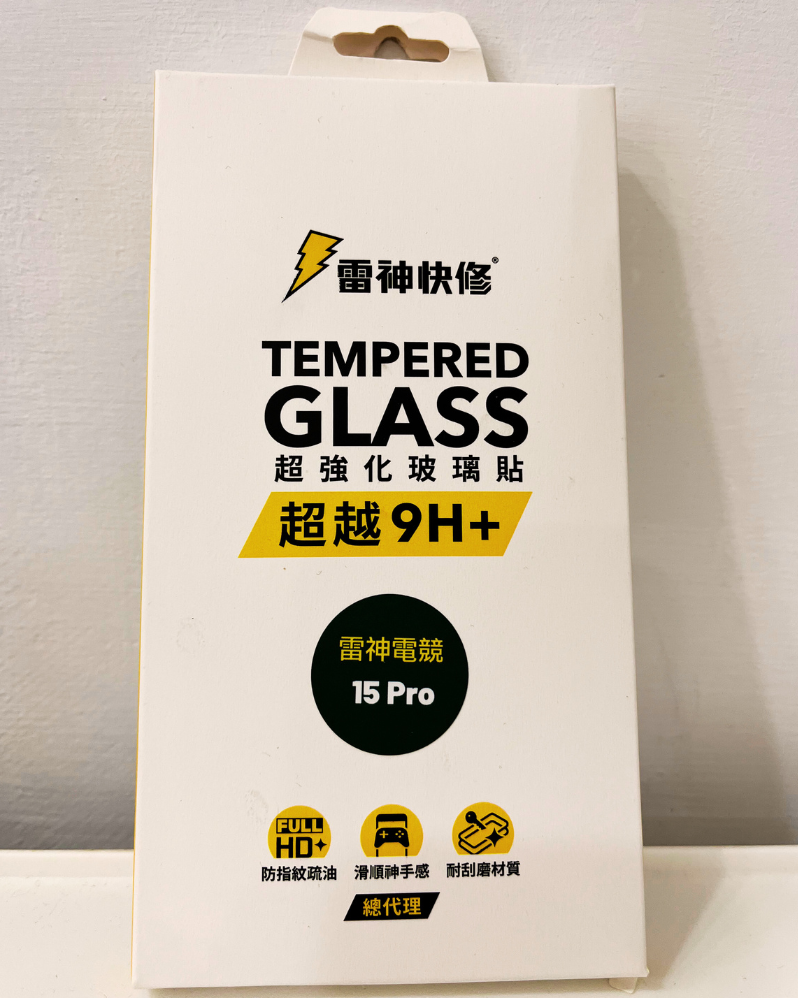 雷神快修®
TEMPERED
GLASS
超強化玻璃貼
超越9H+
雷神電競
15 Pro
FULL
HD+
防指紋疏油 滑順神手感 耐刮磨材質
總代理